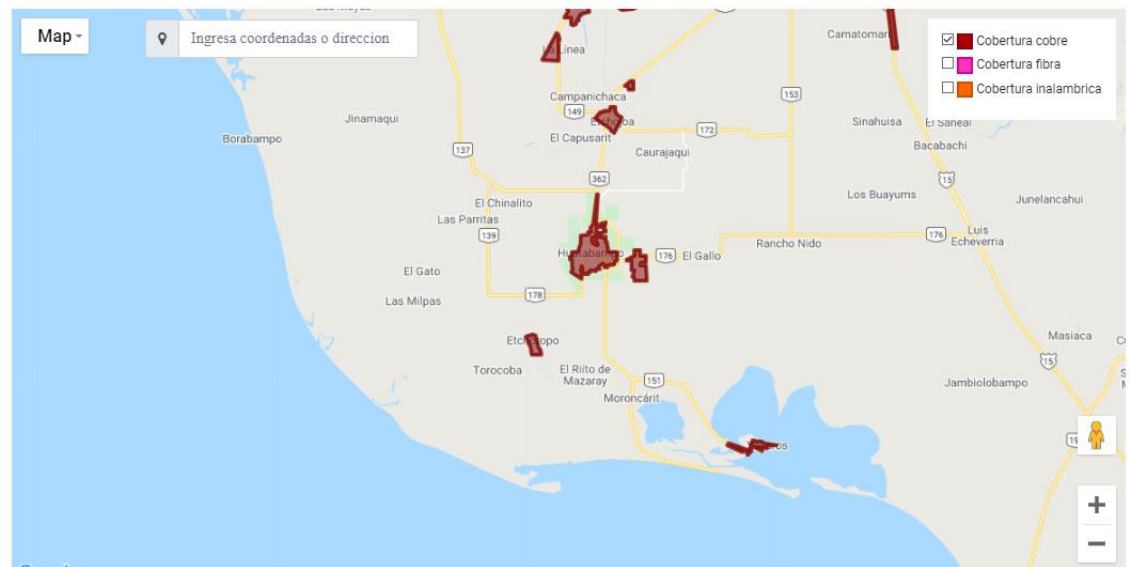 Map
Ingresa coordenadas o direccion
Cobertura cobre
Cobertura fibra
Cobertura inalambrica
Camatomari
La Línea
Campanichaca
153
149
Jinamaqui
Sinahuisa
El Saneal
El Capusarit
172
Borabampo
137
Caurajaqui
Bacabachi
362
15
El Chinalito
Los Buayums
Junelancahui
Las Parritas
139
176
Luis
Echeverria
Rancho Nido
Huatabampo
176
El Gallo
El Gato
178
Las Milpas
Masiaca
Torocoba
El Riíto de
Mazaray
151
15
Jambiolobampo
Moroncárit